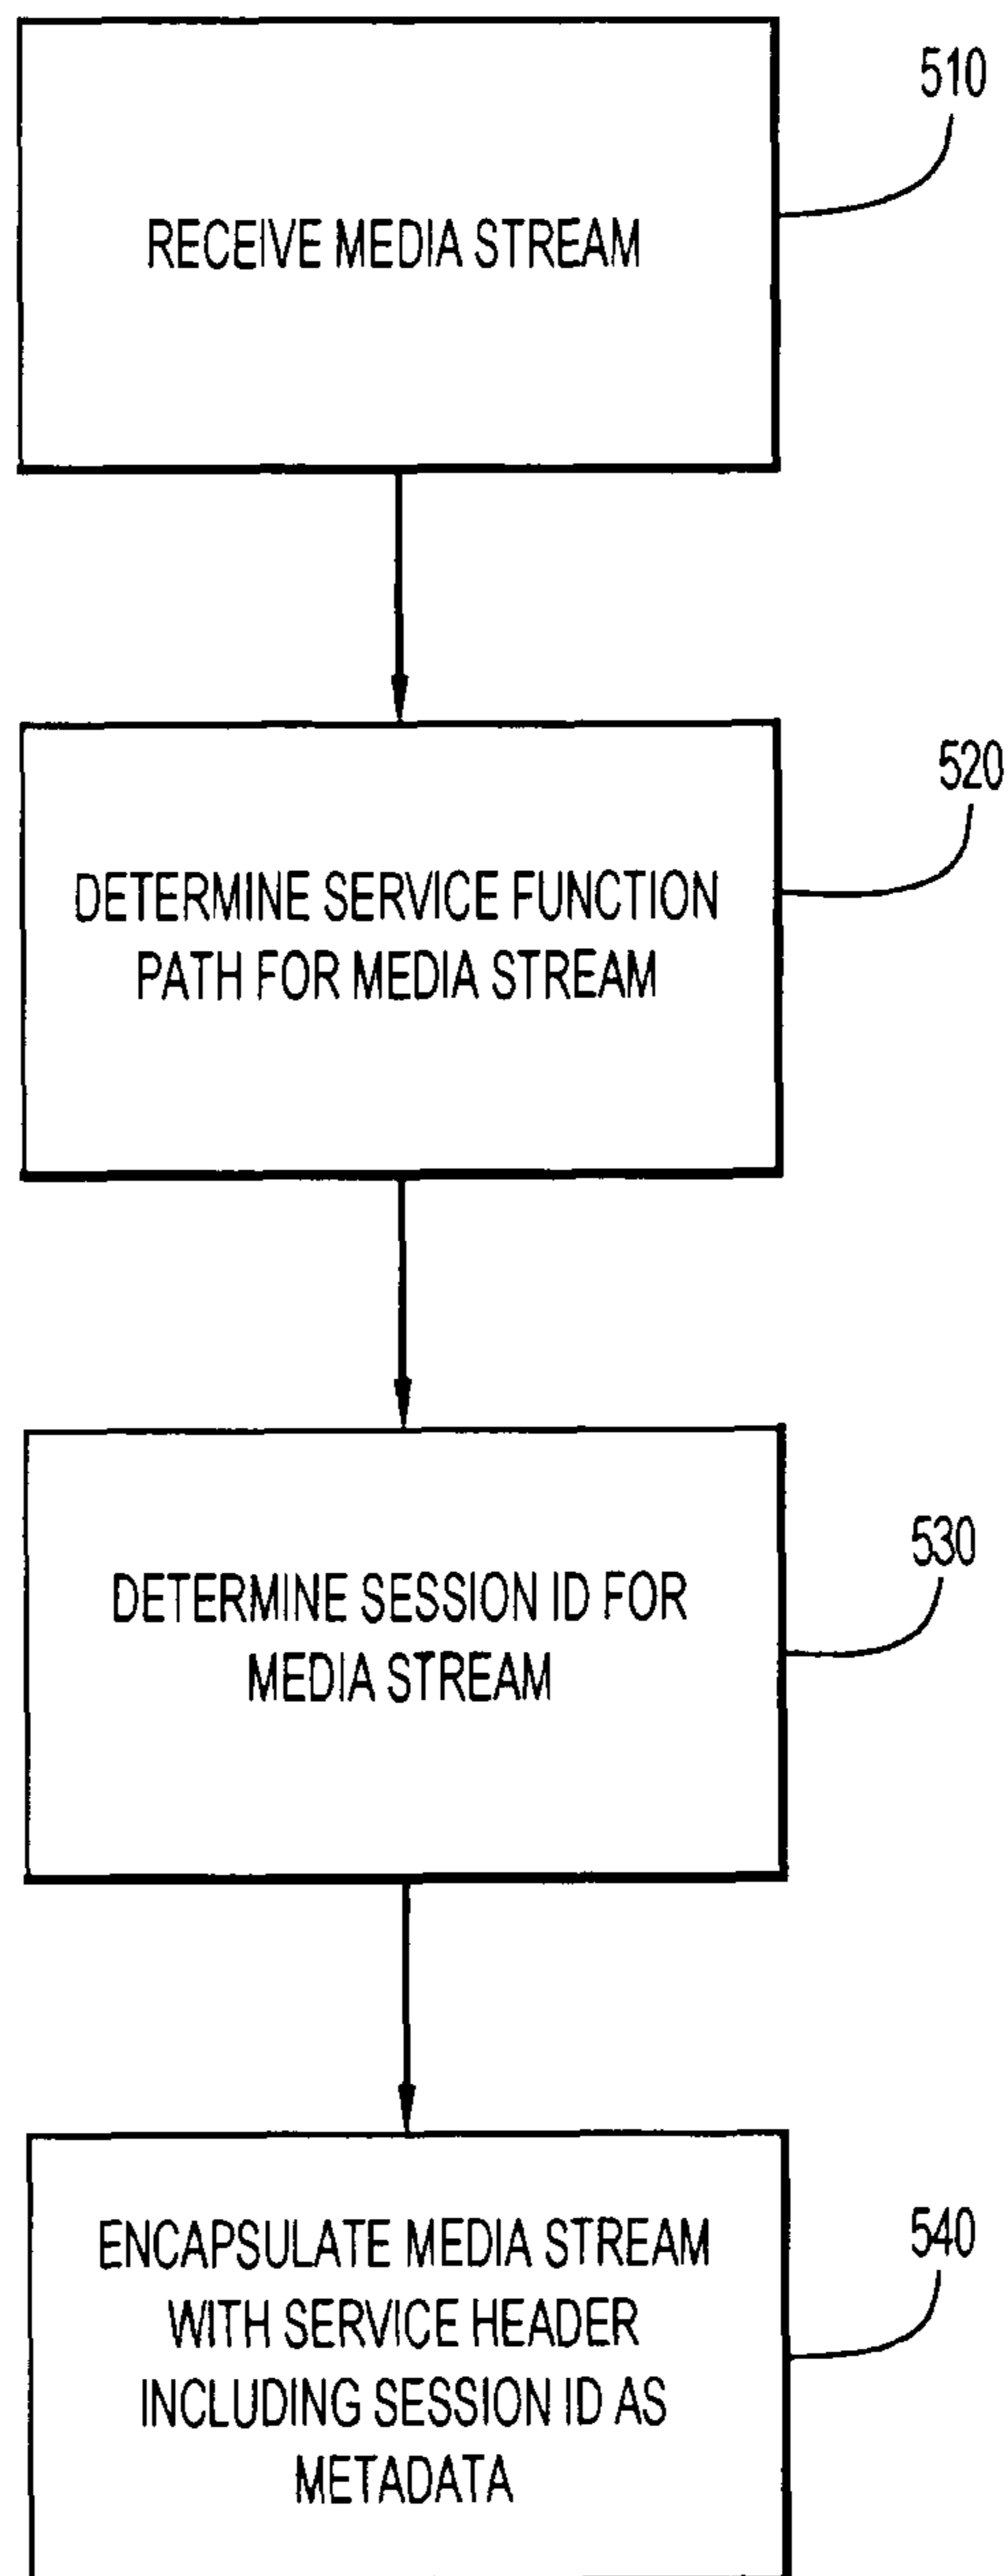 510
RECEIVE MEDIA STREAM
520
DETERMINE SERVICE FUNCTION
PATH FOR MEDIA STREAM
530
DETERMINE SESSION ID FOR
MEDIA STREAM
540
ENCAPSULATE MEDIA STREAM
WITH SERVICE HEADER
INCLUDING SESSION ID AS
METADATA